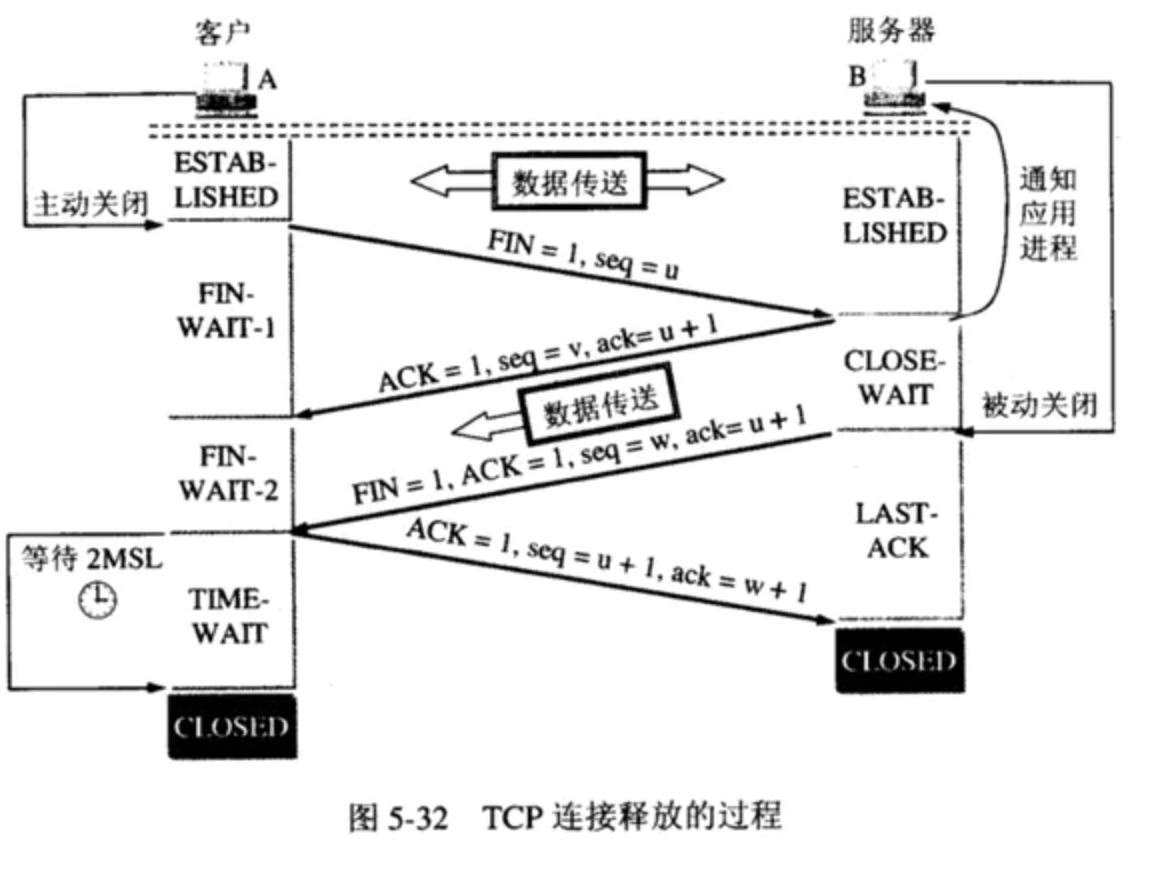 客户
服务器
A
B
ESTAB-
LISHED
数据传送
主动关闭
ESTAB-
LISHED
通知
应用
进程
FIN = 1, seq = u
FIN-
WAIT-1
ACK = 1, seq = v, ack= u + 1
CLOSE-
WAIT
数据传送
被动关闭
FIN-
WAIT-2
FIN = 1, ACK = 1, seq = w, ack= u + 1
LAST-
ACK
ACK = 1, seq = u + 1, ack = w + 1
等待 2MSL
TIME-
WAIT
CLOSED
CLOSED
图 5-32 TCP 连接释放的过程